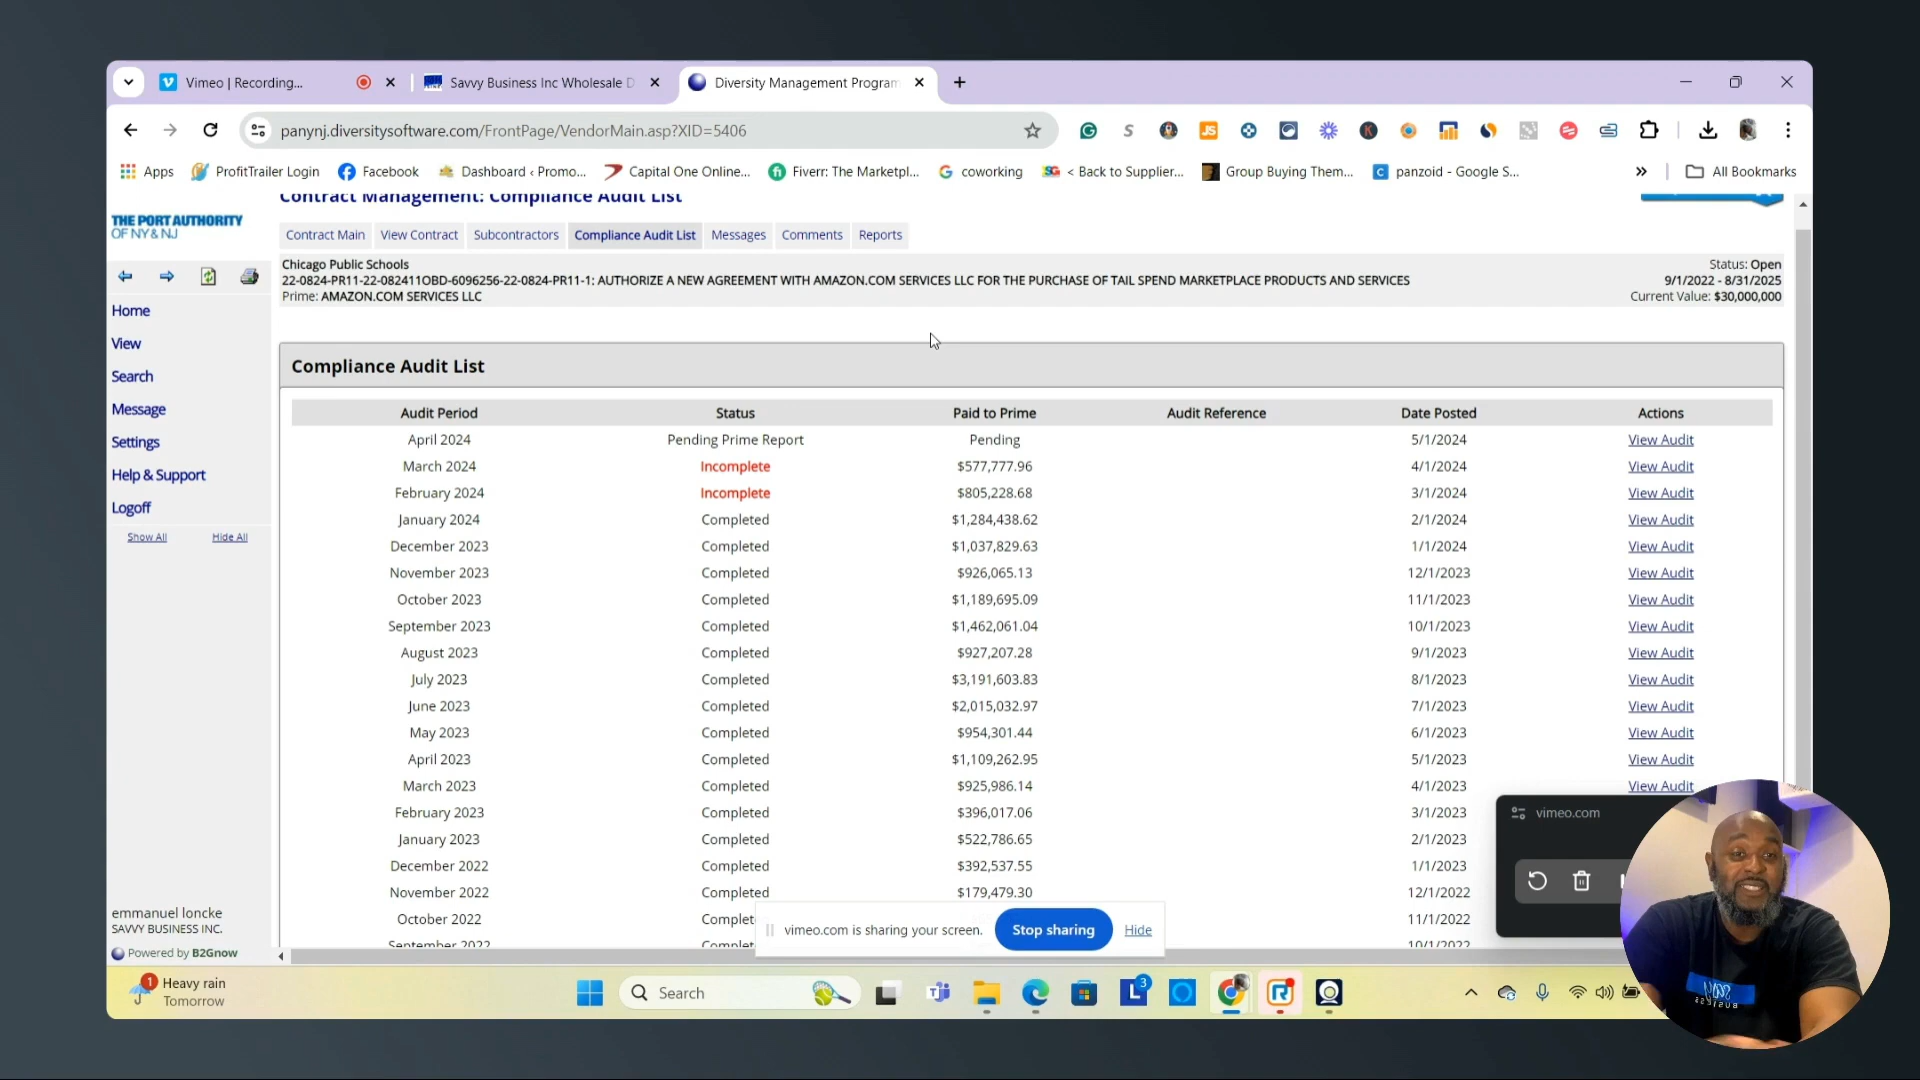 Vimeo | Recording...
Savvy Business Inc Wholesale D
Diversity Management Program
panynj.diversitysoftware.com/FrontPage/VendorMain.asp?XID=5406
Apps
ProfitTrailer Login
Facebook
Dashboard ‹ Promo...
Capital One Online...
Fiverr: The Marketpl...
coworking
< Back to Supplier...
Group Buying Them...
panzoid - Google S...
»
All Bookmarks
THE PORT AUTHORITY
OF NY & NJ
Contract Management: Compliance Audit List
Contract Main View Contract Subcontractors Compliance Audit List Messages Comments Reports
Chicago Public Schools
22-0824-PR11-22-082411OBD-6096256-22-0824-PR11-1: AUTHORIZE A NEW AGREEMENT WITH AMAZON.COM SERVICES LLC FOR THE PURCHASE OF TAIL SPEND MARKETPLACE PRODUCTS AND SERVICES
Prime: AMAZON.COM SERVICES LLC
Status: Open
9/1/2022 - 8/31/2025
Current Value: $30,000,000
Home
View
Search
Message
Settings
Help & Support
Logoff
Show All Hide All
Compliance Audit List
Audit Period Status Paid to Prime Audit Reference Date Posted Actions
April 2024 Pending Prime Report Pending 5/1/2024 View Audit
March 2024 Incomplete $577,777.96 4/1/2024 View Audit
February 2024 Incomplete $805,228.68 3/1/2024 View Audit
January 2024 Completed $1,284,438.62 2/1/2024 View Audit
December 2023 Completed $1,037,829.63 1/1/2024 View Audit
November 2023 Completed $926,065.13 12/1/2023 View Audit
October 2023 Completed $1,189,695.09 11/1/2023 View Audit
September 2023 Completed $1,462,061.04 10/1/2023 View Audit
August 2023 Completed $927,207.28 9/1/2023 View Audit
July 2023 Completed $3,191,603.83 8/1/2023 View Audit
June 2023 Completed $2,015,032.97 7/1/2023 View Audit
May 2023 Completed $954,301.44 6/1/2023 View Audit
April 2023 Completed $1,109,262.95 5/1/2023 View Audit
March 2023 Completed $925,986.14 4/1/2023 View Audit
February 2023 Completed $396,017.06 3/1/2023
January 2023 Completed $522,786.65 2/1/2023
December 2022 Completed $392,537.55 1/1/2023
November 2022 Completed $179,479.30 12/1/2022
October 2022 Complet 11/1/2022
September 2022 Complet 10/1/2022
vimeo.com
vimeo.com is sharing your screen. Stop sharing Hide
emmanuel loncke
SAVVY BUSINESS INC.
Powered by B2Gnow
1
Heavy rain
Tomorrow
Search
3